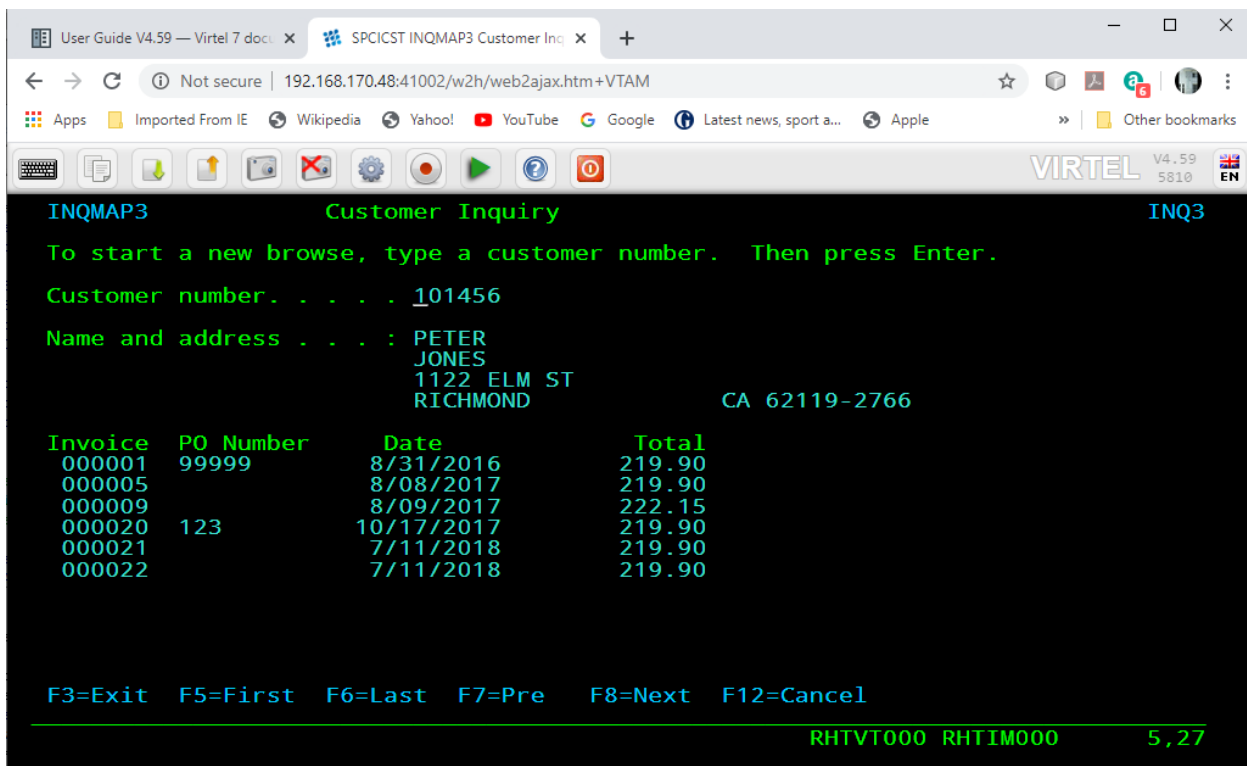 User Guide V4.59 — Virtel 7 docu SPCICST INQMAP3 Customer Inq
Not secure | 192.168.170.48:41002/w2h/web2ajax.htm+VTAM
6
Apps Imported From IE Wikipedia Yahoo! YouTube Google Latest news, sport a... Apple » Other bookmarks
VIRTEL V4.59 5810 EN
INQMAP3 Customer Inquiry INQ3
To start a new browse, type a customer number. Then press Enter.
Customer number. . . . . 101456
Name and address . . . : PETER
JONES
1122 ELM ST
RICHMOND CA 62119-2766
Invoice PO Number Date Total
000001 99999 8/31/2016 219.90
000005 8/08/2017 219.90
000009 8/09/2017 222.15
000020 123 10/17/2017 219.90
000021 7/11/2018 219.90
000022 7/11/2018 219.90
F3=Exit F5=First F6=Last F7=Pre F8=Next F12=Cancel
RHTVT000 RHTIM000 5,27